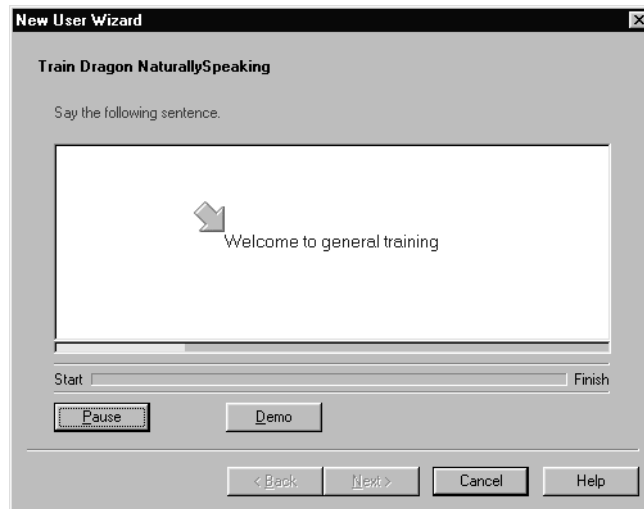 New User Wizard
Train Dragon NaturallySpeaking
Say the following sentence.
Welcome to general training
Start Finish
Pause Demo
< Back Next > Cancel Help